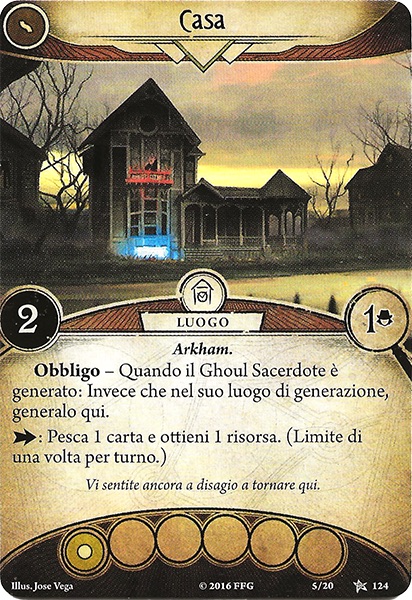 Casa
2
LUOGO
1
Arkham.
Obbligo – Quando il Ghoul Sacerdote è
generato: Invece che nel suo luogo di generazione,
generalo qui.
: Pesca 1 carta e ottieni 1 risorsa. (Limite di
una volta per turno.)
Vi sentite ancora a disagio a tornare qui.
Illus. Jose Vega
© 2016 FFG
5/20
124